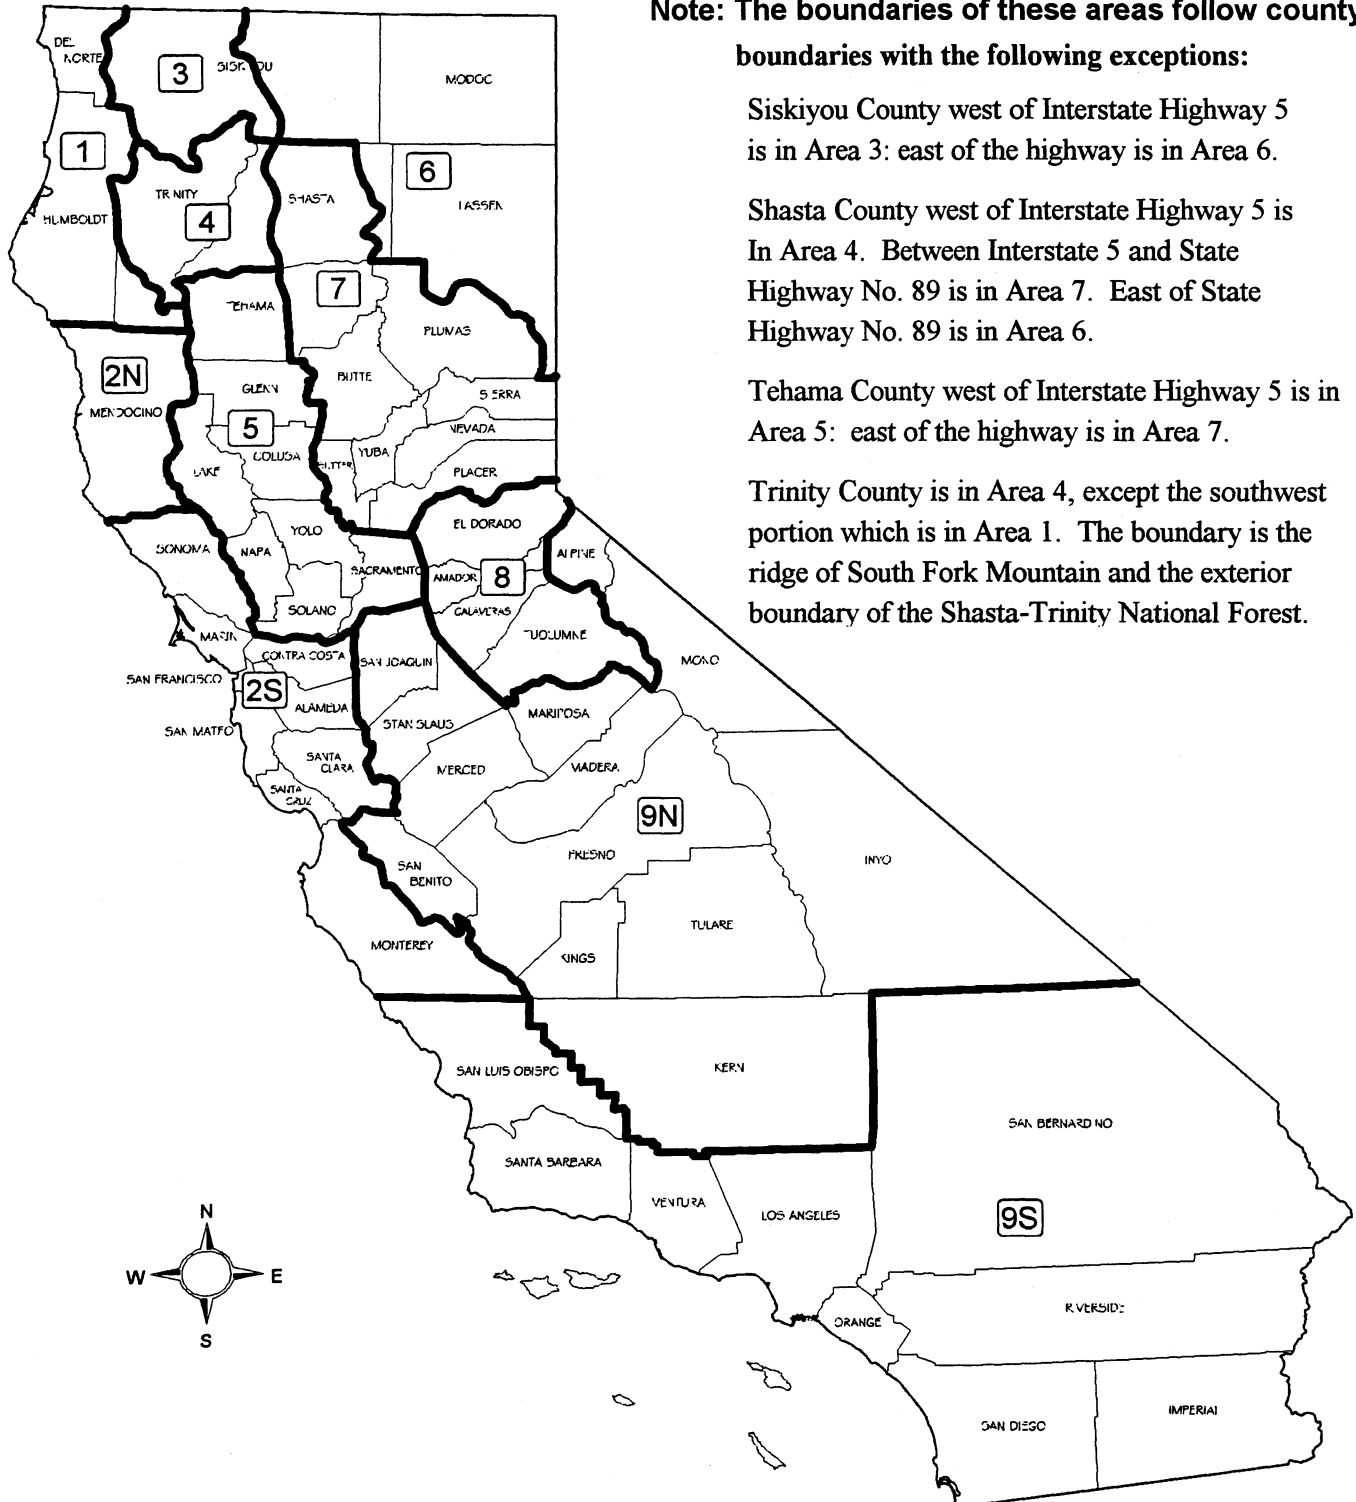 Note: The boundaries of these areas follow county
boundaries with the following exceptions:
Siskiyou County west of Interstate Highway 5
is in Area 3: east of the highway is in Area 6.
Shasta County west of Interstate Highway 5 is
In Area 4. Between Interstate 5 and State
Highway No. 89 is in Area 7. East of State
Highway No. 89 is in Area 6.
Tehama County west of Interstate Highway 5 is in
Area 5: east of the highway is in Area 7.
Trinity County is in Area 4, except the southwest
portion which is in Area 1. The boundary is the
ridge of South Fork Mountain and the exterior
boundary of the Shasta-Trinity National Forest.
DEL
NORTE
3
SISKIYOU
MODOC
1
6
TRINITY
SHASTA
LASSEN
HUMBOLDT
4
7
TEHAMA
PLUMAS
2N
BUTTE
GLENN
SIERRA
MENDOCINO
5
NEVADA
COLUSA
YUBA
SUTTER
LAKE
PLACER
YOLO
EL DORADO
SONOMA
NAPA
ALPINE
SACRAMENTO
AMADOR
8
SOLANO
CALAVERAS
MARIN
TUOLUMNE
CONTRA COSTA
SAN JOAQUIN
MONO
SAN FRANCISCO
2S
ALAMEDA
MARIPOSA
SAN MATEO
STANISLAUS
SANTA
CLARA
MERCED
MADERA
SANTA
CRUZ
9N
FRESNO
INYO
SAN
BENITO
TULARE
MONTEREY
KINGS
SAN LUIS OBISPO
KERN
SAN BERNARDINO
SANTA BARBARA
VENTURA
LOS ANGELES
9S
N
W
E
S
RIVERSIDE
ORANGE
SAN DIEGO
IMPERIAL